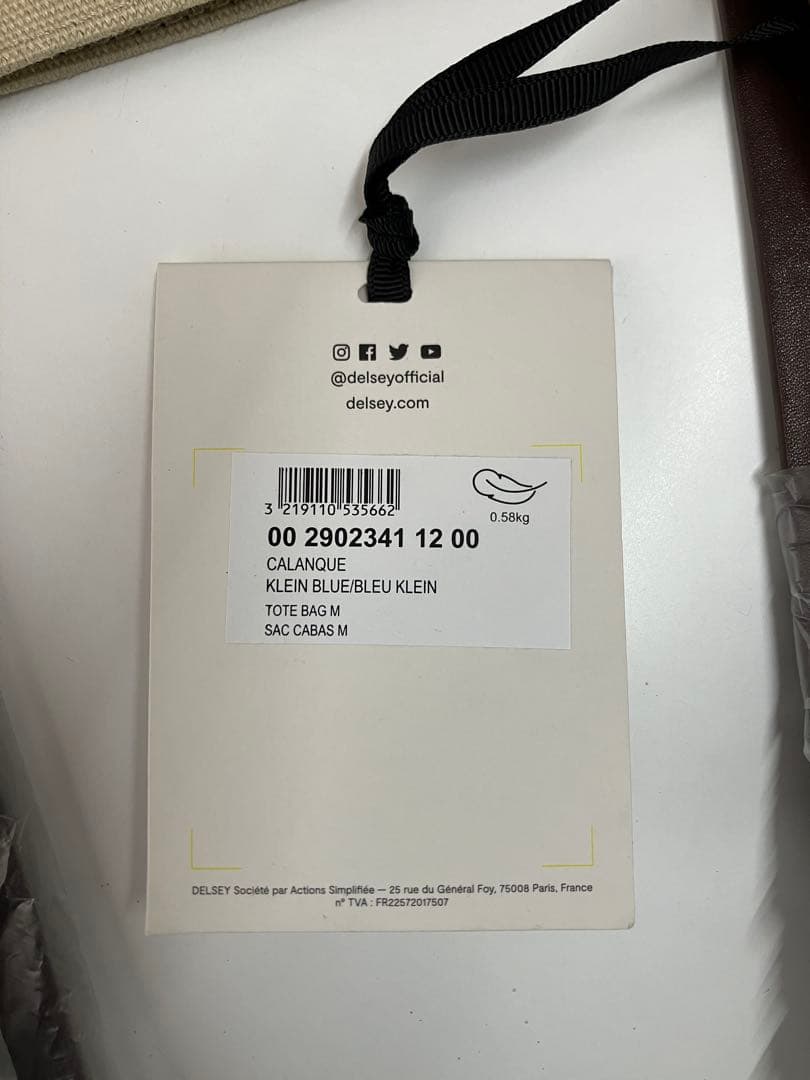 @delseyofficial
delsey.com
3 219110 535662
0.58kg
00 2902341 12 00
CALANQUE
KLEIN BLUE/BLEU KLEIN
TOTE BAG M
SAC CABAS M
DELSEY Société par Actions Simplifiée — 25 rue du Général Foy, 75008 Paris, France
n° TVA : FR22572017507